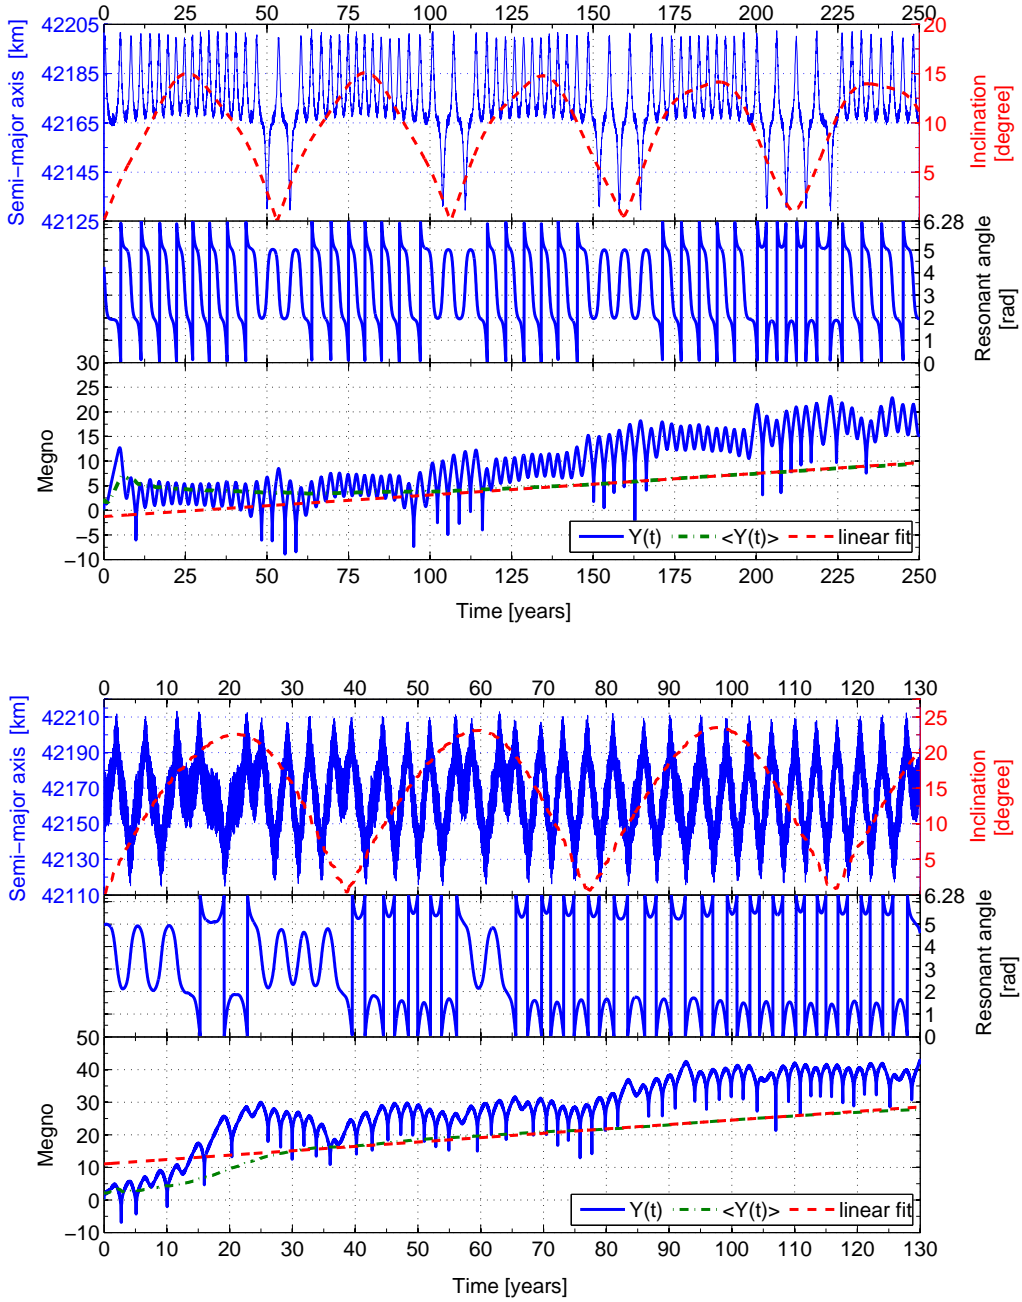 0 25 50 75 100 125 150 175 200 225 250
42205
42185
42165
42145
42125
Semi−major axis [km]
20
15
10
5
Inclination
[degree]
6.28
5
4
3
2
1
0
Resonant angle
[rad]
30
25
20
15
10
5
0
−5
−10
Megno
Y(t) <Y(t)> linear fit
0 25 50 75 100 125 150 175 200 225 250
Time [years]
0 10 20 30 40 50 60 70 80 90 100 110 120 130
42210
42190
42170
42150
42130
42110
Semi−major axis [km]
25
20
15
10
5
Inclination
[degree]
6.28
5
4
3
2
1
0
Resonant angle
[rad]
50
40
30
20
10
0
−10
Megno
Y(t) <Y(t)> linear fit
0 10 20 30 40 50 60 70 80 90 100 110 120 130
Time [years]